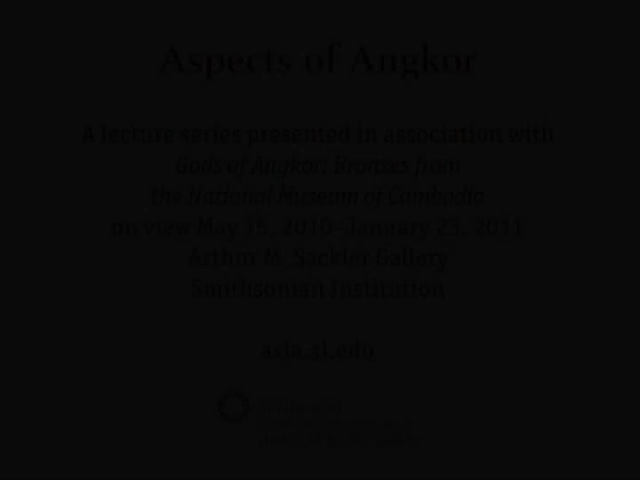 Aspects of Angkor
A lecture series presented in association with
Gods of Angkor: Bronzes from
the National Museum of Cambodia
on view May 15, 2010–January 23, 2011
Arthur M. Sackler Gallery
Smithsonian Institution
asia.si.edu
Smithsonian